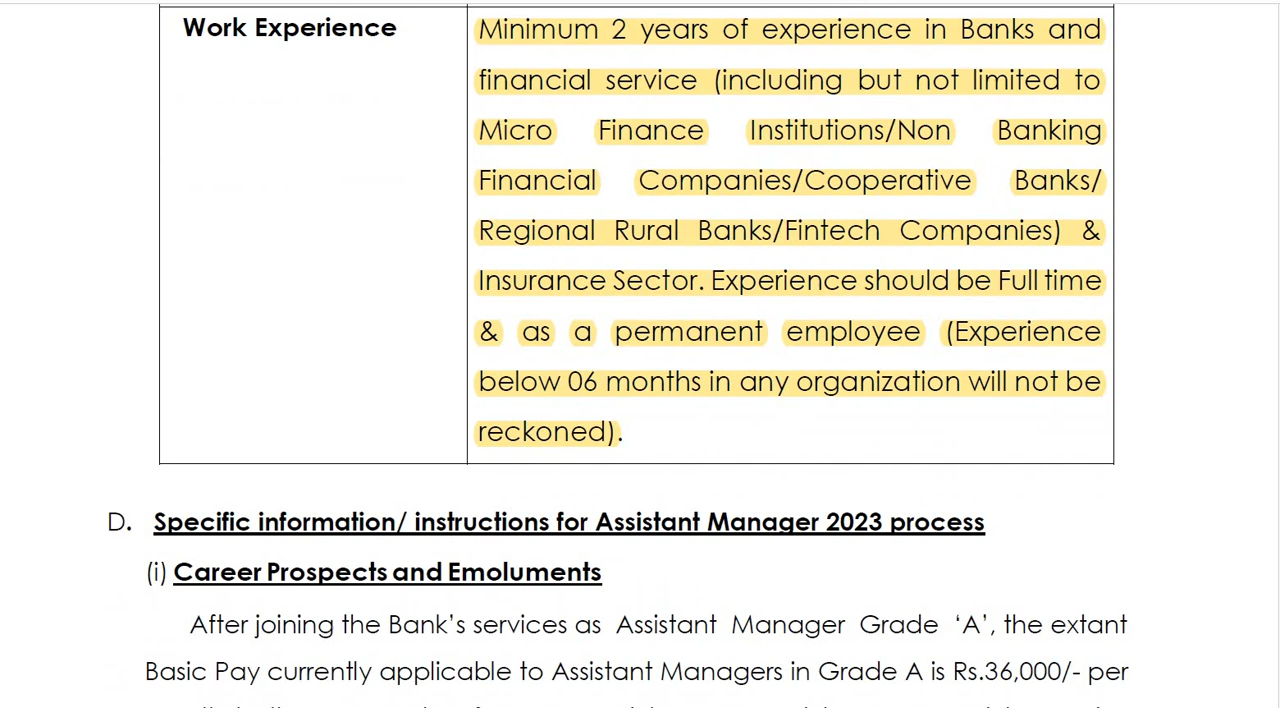 Work Experience
Minimum 2 years of experience in Banks and
financial service (including but not limited to
Micro Finance Institutions/Non Banking
Financial Companies/Cooperative Banks/
Regional Rural Banks/Fintech Companies) &
Insurance Sector. Experience should be Full time
& as a permanent employee (Experience
below 06 months in any organization will not be
reckoned).
D. Specific information/ instructions for Assistant Manager 2023 process
(i) Career Prospects and Emoluments
After joining the Bank's services as Assistant Manager Grade 'A', the extant
Basic Pay currently applicable to Assistant Managers in Grade A is Rs.36,000/- per